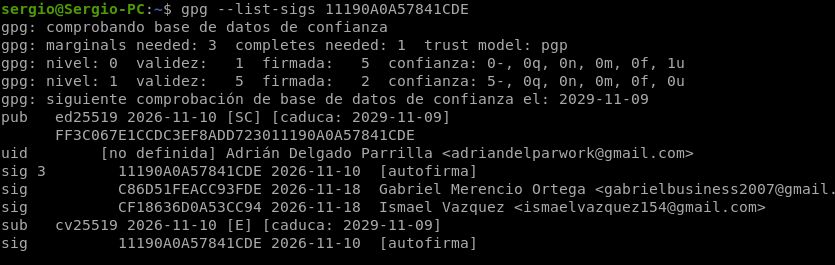 sergio@Sergio-PC:~$ gpg --list-sigs 11190A0A57841CDE
gpg: comprobando base de datos de confianza
gpg: marginals needed: 3  completes needed: 1  trust model: pgp
gpg: nivel: 0  validez:   1  firmada:   5  confianza: 0-, 0q, 0n, 0m, 0f, 1u
gpg: nivel: 1  validez:   5  firmada:   2  confianza: 5-, 0q, 0n, 0m, 0f, 0u
gpg: siguiente comprobación de base de datos de confianza el: 2029-11-09
pub   ed25519 2026-11-10 [SC] [caduca: 2029-11-09]
      FF3C067E1CCDC3EF8ADD723011190A0A57841CDE
uid        [no definida] Adrián Delgado Parrilla <adriandelparwork@gmail.com>
sig 3        11190A0A57841CDE 2026-11-10  [autofirma]
sig          C86D51FEACC93FDE 2026-11-18  Gabriel Merencio Ortega <gabrielbusiness2007@gmail.
sig          CF18636D0A53CC94 2026-11-18  Ismael Vazquez <ismaelvazquez154@gmail.com>
sub   cv25519 2026-11-10 [E] [caduca: 2029-11-09]
sig          11190A0A57841CDE 2026-11-10  [autofirma]